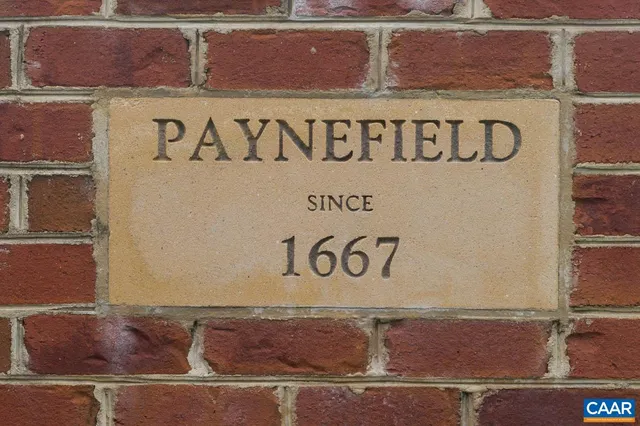 PAYNEFIELD
SINCE
1667
CAAR